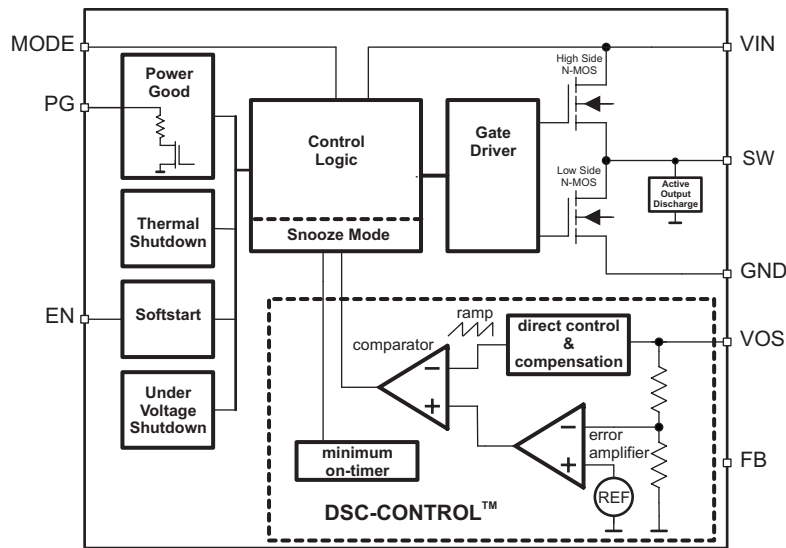 MODE
VIN
Power
Good
High Side
N-MOS
PG
Control
Logic
Gate
Driver
SW
Low Side
N-MOS
Active
Output
Discharge
Thermal
Shutdown
Snooze Mode
GND
EN
Softstart
ramp
direct control
&
compensation
VOS
comparator
−
+
Under
Voltage
Shutdown
−
+
error
amplifier
FB
minimum
on-timer
REF
DSC-CONTROL™